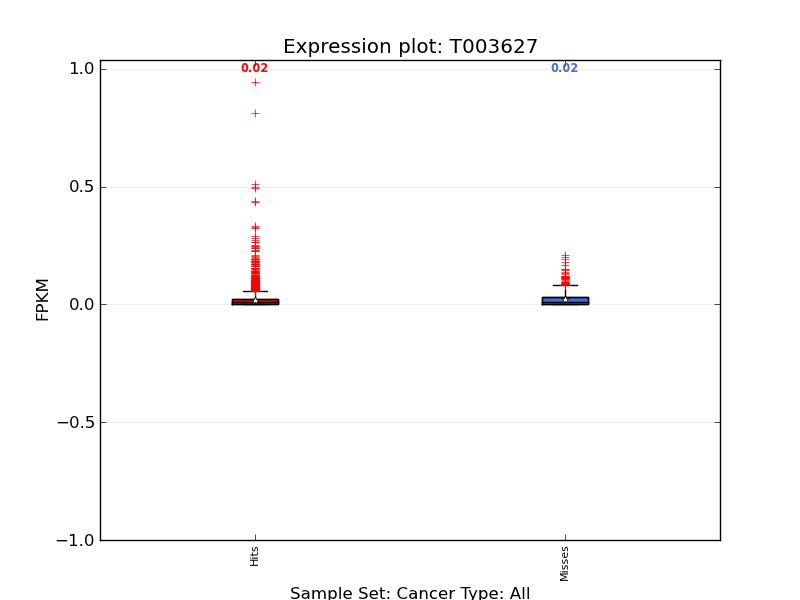 Expression plot: T003627
1.0
0.02
0.02
0.5
0.0
−0.5
−1.0
FPKM
Hits
Misses
Sample Set: Cancer Type: All